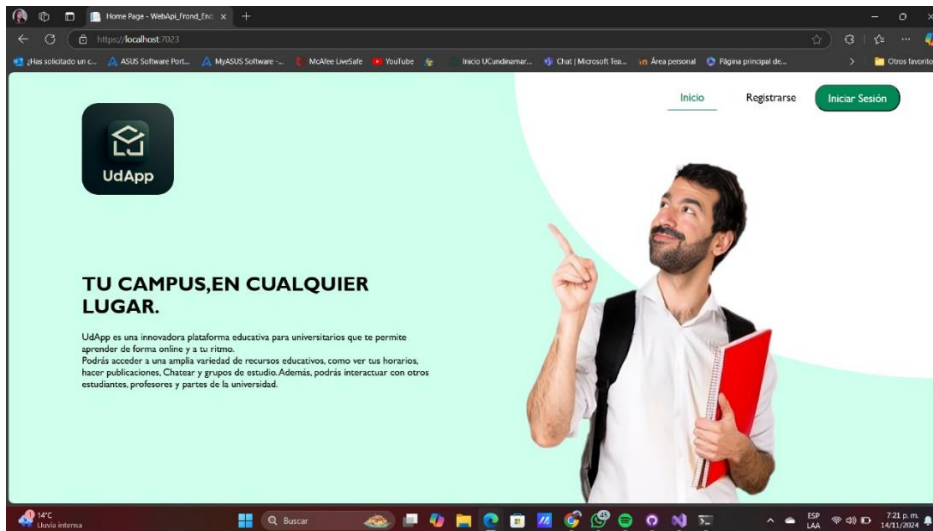 Home Page - WebApi_Frond_End
https://localhost:7023
¿Has solicitado un c...
ASUS Software Port...
MyASUS Software -...
McAfee LiveSafe
YouTube
Inicio UCundinamar...
Chat | Microsoft Tea...
Área personal
Página principal de...
Otros favoritos
Inicio
Registrarse
Iniciar Sesión
UdApp
TU CAMPUS,EN CUALQUIER
LUGAR.
UdApp es una innovadora plataforma educativa para universitarios que te permite
aprender de forma online y a tu ritmo.
Podrás acceder a una amplia variedad de recursos educativos, como ver tus horarios,
hacer publicaciones, Chatear y grupos de estudio. Además, podrás interactuar con otros
estudiantes, profesores y partes de la universidad.
14°C
Lluvia intensa
Buscar
ESP
LAA
7:21 p. m.
14/11/2024